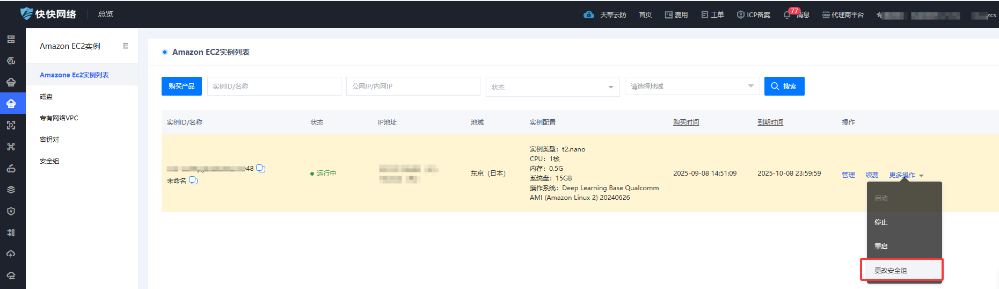 快快网络
总览
天擎云防
首页
费用
工单
ICP备案
77
消息
代理商平台
专
zcs
Amazon EC2实例
Amazone Ec2实例列表
磁盘
专有网络VPC
密钥对
安全组
Amazon EC2实例列表
购买产品
实例ID/名称
公网IP/内网IP
状态
请选择地域
搜索
实例ID/名称
状态
IP地址
地域
实例配置
购买时间
到期时间
操作
48
未命名
运行中
东京（日本）
实例类型：t2.nano
CPU：1核
内存：0.5G
系统盘：15GB
操作系统：Deep Learning Base Qualcomm
AMI (Amazon Linux 2) 20240626
2025-09-08 14:51:09
2025-10-08 23:59:59
管理
续费
更多操作
启动
停止
重启
更改安全组